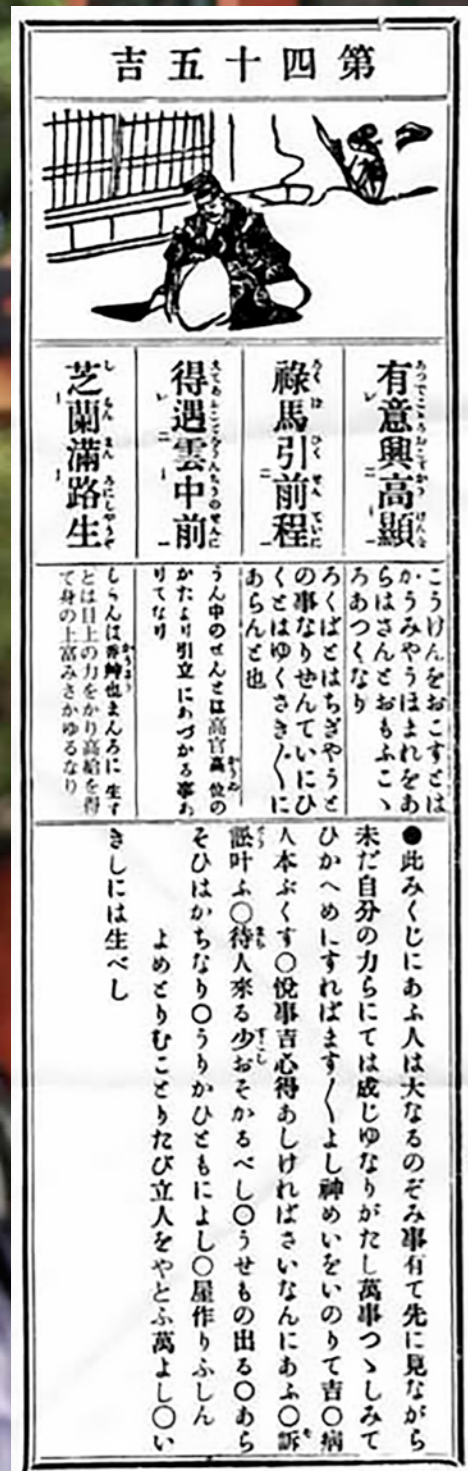 第四十五吉
有意興高顯
祿馬引前程
得遇雲中前
芝蘭滿路生
こうけんをおこすとは
かうみやうほまれをあ
らはさんとおもふこゝ
ろあつくなり
ろくばとはちぎやうと
の事なりせんていにひ
くとはゆくさき〳〵に
あらんと也
うん中のせんとは高官高位の
かたより引立にあづかる事あ
りてなり
しらんは香艸也まんろに生ず
とは目上の力をかり高給を得
て身の上富みさかゆるなり
●此みくじにあふ人は大なるのぞみ事有て先に見ながら
未だ自分の力らにては成じゆなりがたし萬事つゝしみて
ひかへめにすればます〳〵よし神めいをいのりて吉〇病
人本ぶくす〇悅事吉心得あしければさいなんにあふ〇訴
訟叶ふ〇待人來る少おそかるべし〇うせもの出る〇あら
そひはかちなり〇うりかひともによし〇屋作りふしん
よめとりむことりたび立人をやとふ萬よし〇い
きしには生べし